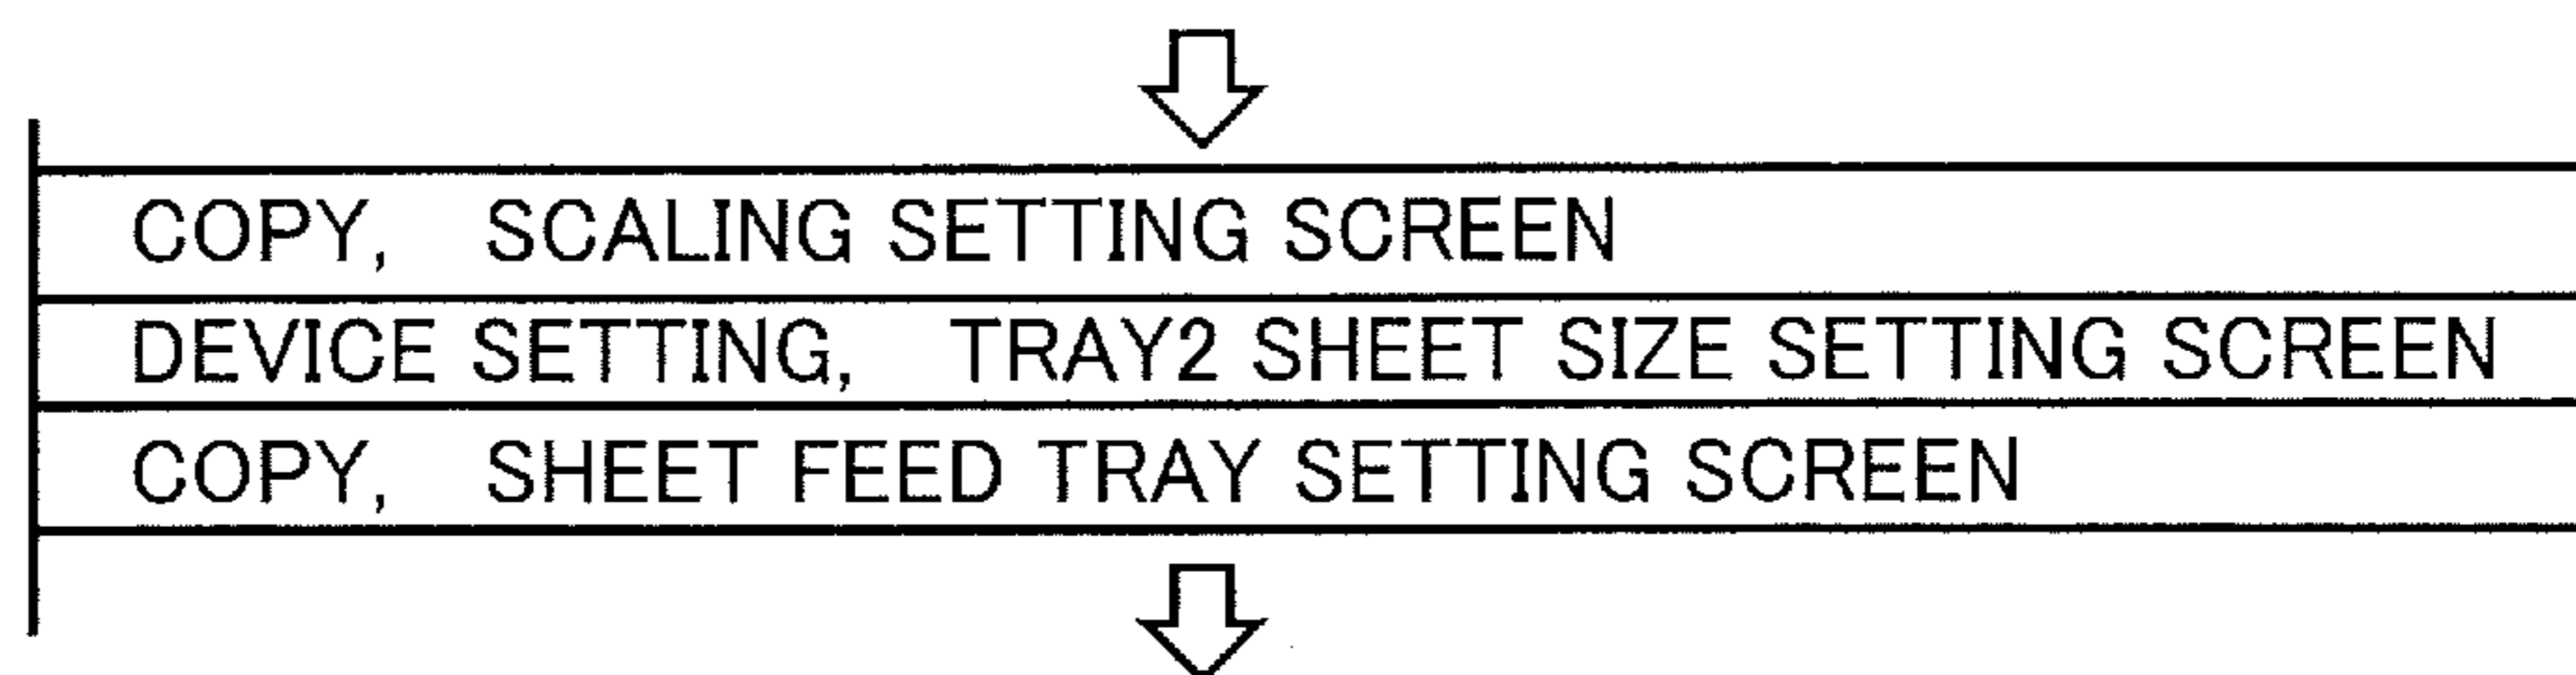 COPY, SCALING SETTING SCREEN
DEVICE SETTING, TRAY2 SHEET SIZE SETTING SCREEN
COPY, SHEET FEED TRAY SETTING SCREEN